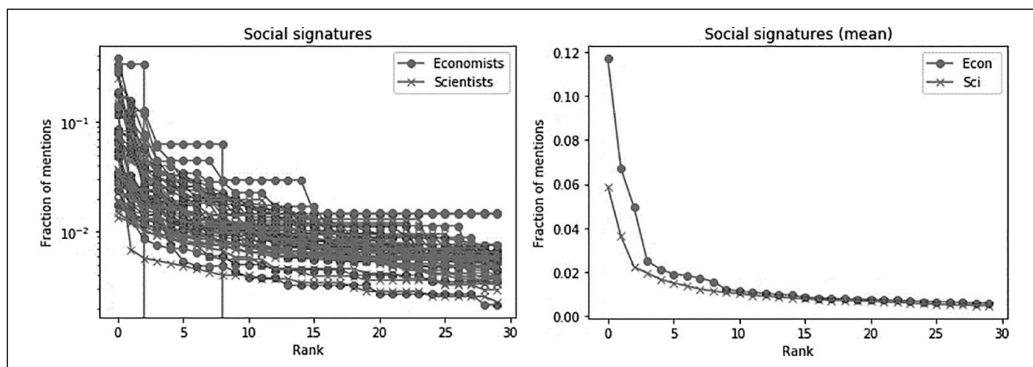 Social signatures
Economists
Scientists
10⁻¹
10⁻²
Fraction of mentions
0 5 10 15 20 25 30
Rank
Social signatures (mean)
Econ
Sci
0.12
0.10
0.08
0.06
0.04
0.02
0.00
Fraction of mentions
0 5 10 15 20 25 30
Rank